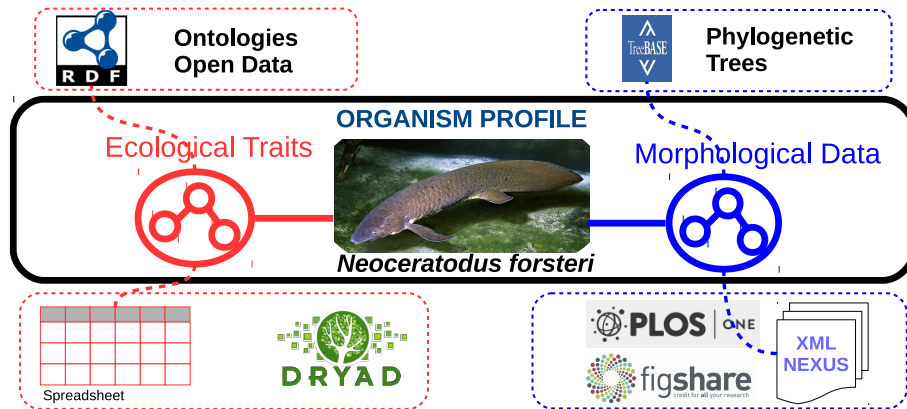 Ontologies
Open Data
RDF
TreeBASE
Phylogenetic
Trees
ORGANISM PROFILE
Ecological Traits
Morphological Data
Neoceratodus forsteri
Spreadsheet
DRYAD
PLOS ONE
figshare
credit for all your research
XML
NEXUS